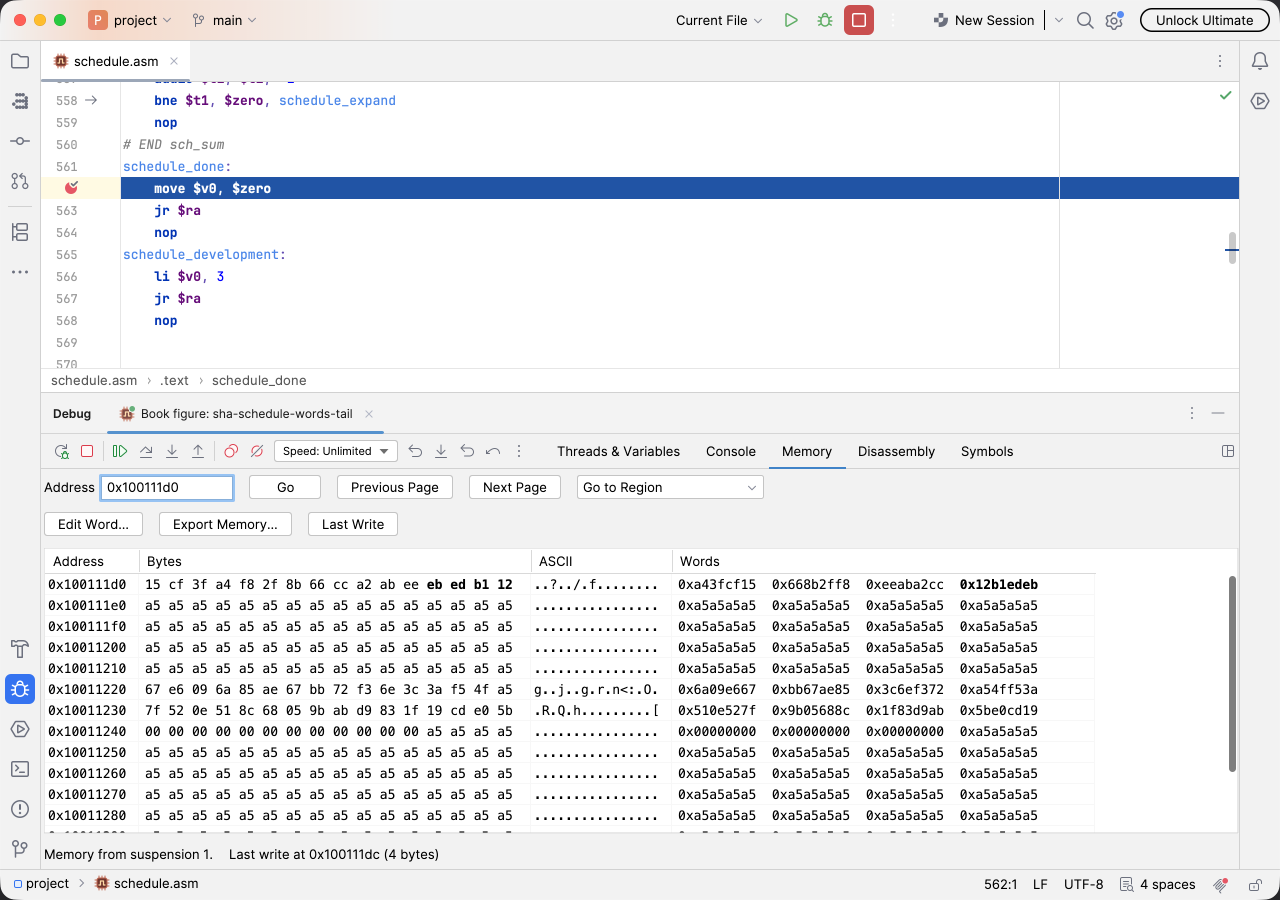 P project main Current File New Session Unlock Ultimate
schedule.asm
558 bne $t1, $zero, schedule_expand
559 nop
560 # END sch_sum
561 schedule_done:
move $v0, $zero
563 jr $ra
564 nop
565 schedule_development:
566 li $v0, 3
567 jr $ra
568 nop
569
570
schedule.asm › .text › schedule_done
Debug Book figure: sha-schedule-words-tail
Speed: Unlimited Threads & Variables Console Memory Disassembly Symbols
Address 0x100111d0 Go Previous Page Next Page Go to Region
Edit Word... Export Memory... Last Write
Address Bytes ASCII Words
0x100111d0 15 cf 3f a4 f8 2f 8b 66 cc a2 ab ee eb ed b1 12 ..?../.f........ 0xa43fcf15 0x668b2ff8 0xeeaba2cc 0x12b1edeb
0x100111e0 a5 a5 a5 a5 a5 a5 a5 a5 a5 a5 a5 a5 a5 a5 a5 a5 ................ 0xa5a5a5a5 0xa5a5a5a5 0xa5a5a5a5 0xa5a5a5a5
0x100111f0 a5 a5 a5 a5 a5 a5 a5 a5 a5 a5 a5 a5 a5 a5 a5 a5 ................ 0xa5a5a5a5 0xa5a5a5a5 0xa5a5a5a5 0xa5a5a5a5
0x10011200 a5 a5 a5 a5 a5 a5 a5 a5 a5 a5 a5 a5 a5 a5 a5 a5 ................ 0xa5a5a5a5 0xa5a5a5a5 0xa5a5a5a5 0xa5a5a5a5
0x10011210 a5 a5 a5 a5 a5 a5 a5 a5 a5 a5 a5 a5 a5 a5 a5 a5 ................ 0xa5a5a5a5 0xa5a5a5a5 0xa5a5a5a5 0xa5a5a5a5
0x10011220 67 e6 09 6a 85 ae 67 bb 72 f3 6e 3c 3a f5 4f a5 g..j..g.r.n<:.O. 0x6a09e667 0xbb67ae85 0x3c6ef372 0xa54ff53a
0x10011230 7f 52 0e 51 8c 68 05 9b ab d9 83 1f 19 cd e0 5b .R.Q.h.........[ 0x510e527f 0x9b05688c 0x1f83d9ab 0x5be0cd19
0x10011240 00 00 00 00 00 00 00 00 00 00 00 00 a5 a5 a5 a5 ................ 0x00000000 0x00000000 0x00000000 0xa5a5a5a5
0x10011250 a5 a5 a5 a5 a5 a5 a5 a5 a5 a5 a5 a5 a5 a5 a5 a5 ................ 0xa5a5a5a5 0xa5a5a5a5 0xa5a5a5a5 0xa5a5a5a5
0x10011260 a5 a5 a5 a5 a5 a5 a5 a5 a5 a5 a5 a5 a5 a5 a5 a5 ................ 0xa5a5a5a5 0xa5a5a5a5 0xa5a5a5a5 0xa5a5a5a5
0x10011270 a5 a5 a5 a5 a5 a5 a5 a5 a5 a5 a5 a5 a5 a5 a5 a5 ................ 0xa5a5a5a5 0xa5a5a5a5 0xa5a5a5a5 0xa5a5a5a5
0x10011280 a5 a5 a5 a5 a5 a5 a5 a5 a5 a5 a5 a5 a5 a5 a5 a5 ................ 0xa5a5a5a5 0xa5a5a5a5 0xa5a5a5a5 0xa5a5a5a5
Memory from suspension 1. Last write at 0x100111dc (4 bytes)
project › schedule.asm 562:1 LF UTF-8 4 spaces